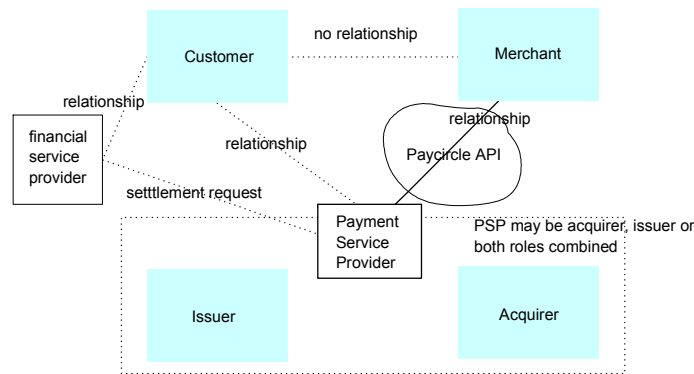 no relationship
Customer
Merchant
relationship
relationship
financial
service
provider
relationship
Paycircle API
setttlement request
Payment
Service
Provider
PSP may be acquirer, issuer or
both roles combined
Issuer
Acquirer